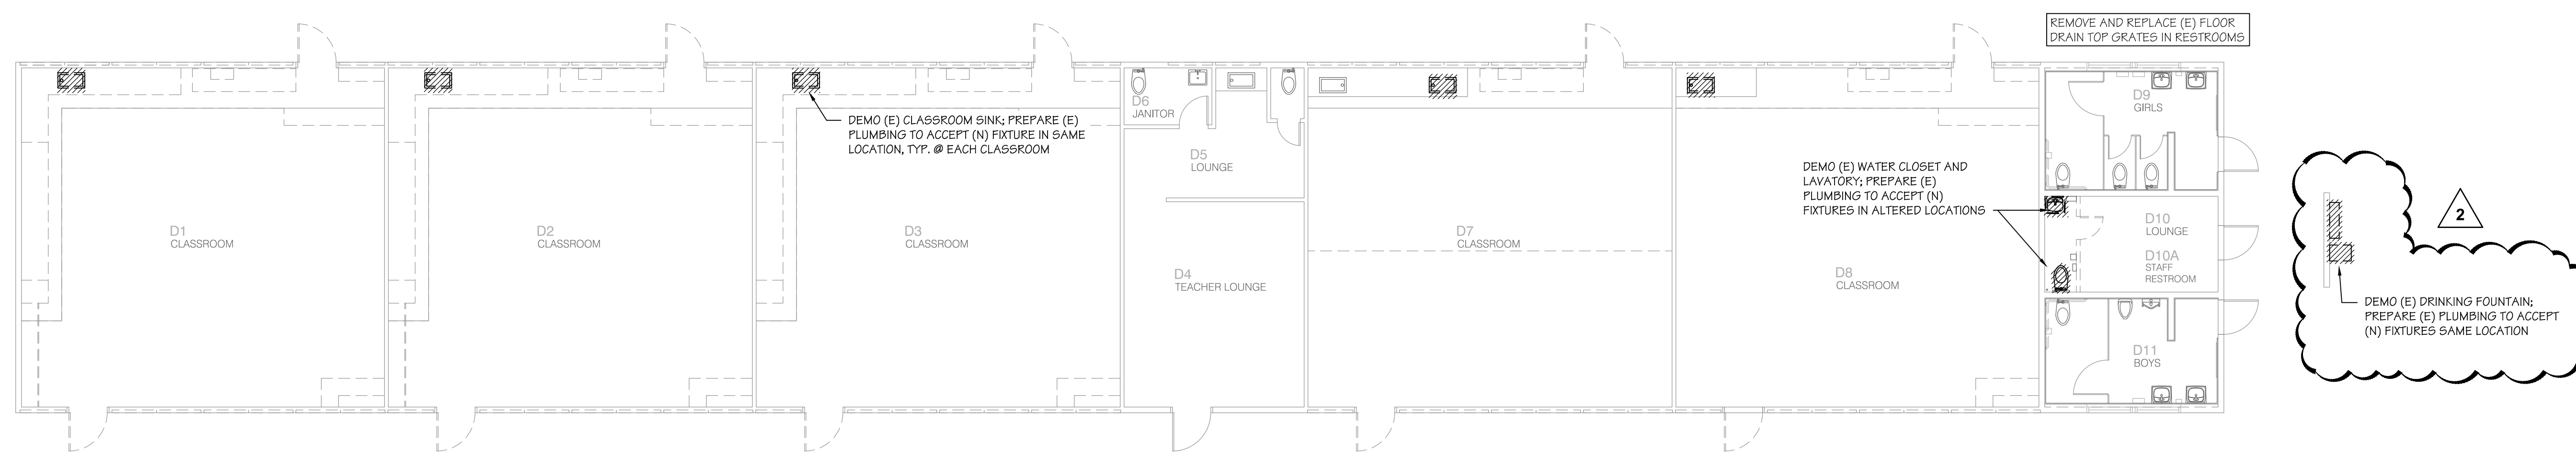 REMOVE AND REPLACE (E) FLOOR
DRAIN TOP GRATES IN RESTROOMS
D1
CLASSROOM
D2
CLASSROOM
DEMO (E) CLASSROOM SINK; PREPARE (E)
PLUMBING TO ACCEPT (N) FIXTURE IN SAME
LOCATION, TYP. @ EACH CLASSROOM
D3
CLASSROOM
D6
JANITOR
D5
LOUNGE
D4
TEACHER LOUNGE
D7
CLASSROOM
DEMO (E) WATER CLOSET AND
LAVATORY; PREPARE (E)
PLUMBING TO ACCEPT (N)
FIXTURES IN ALTERED LOCATIONS
D8
CLASSROOM
D9
GIRLS
D10
LOUNGE
D10A
STAFF
RESTROOM
D11
BOYS
2
DEMO (E) DRINKING FOUNTAIN;
PREPARE (E) PLUMBING TO ACCEPT
(N) FIXTURES SAME LOCATION